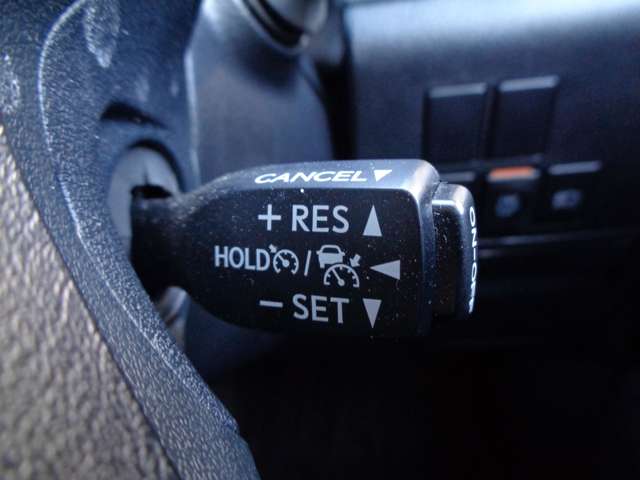 CANCEL
+ RES
HOLD /
- SET
ON-OFF